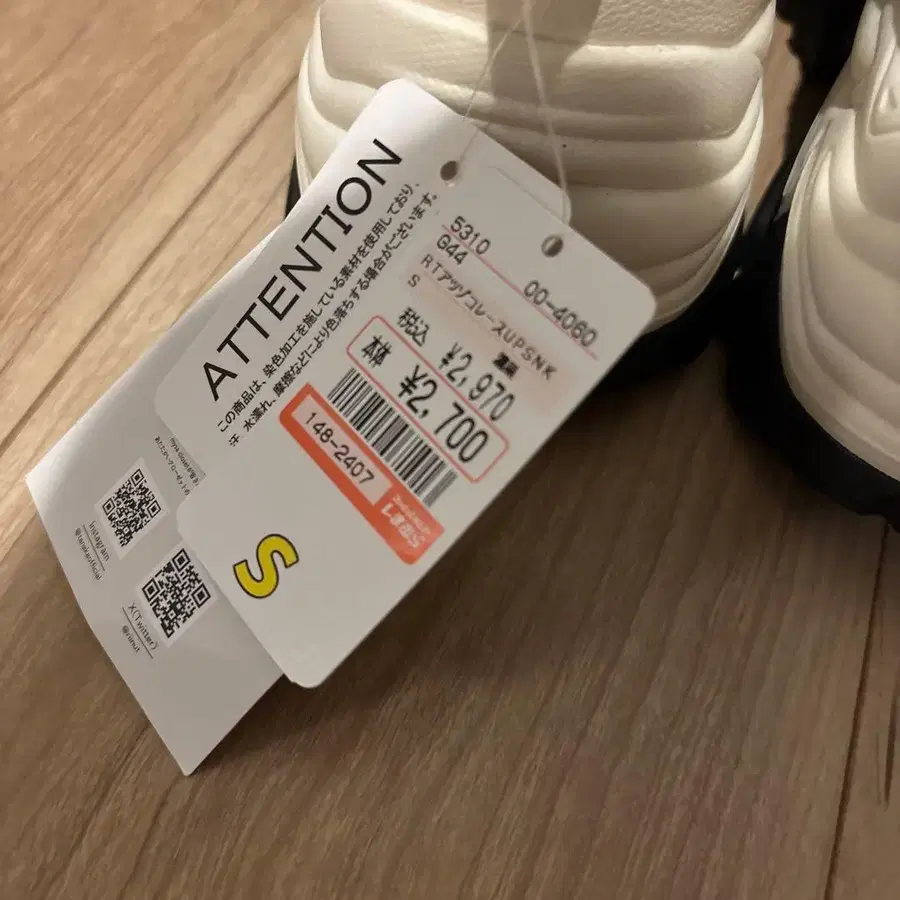 ATTENTION
この商品は、染色加工を施している素材を使用しており、
汗、水濡れ、摩擦などにより色落ちする場合がございます。
5310
G44
00-4060
RTアツゾコレースUPSNK
S
税込 ¥2,970
本体 ¥2,700
148-2407
S
Instagram
X(Twitter)